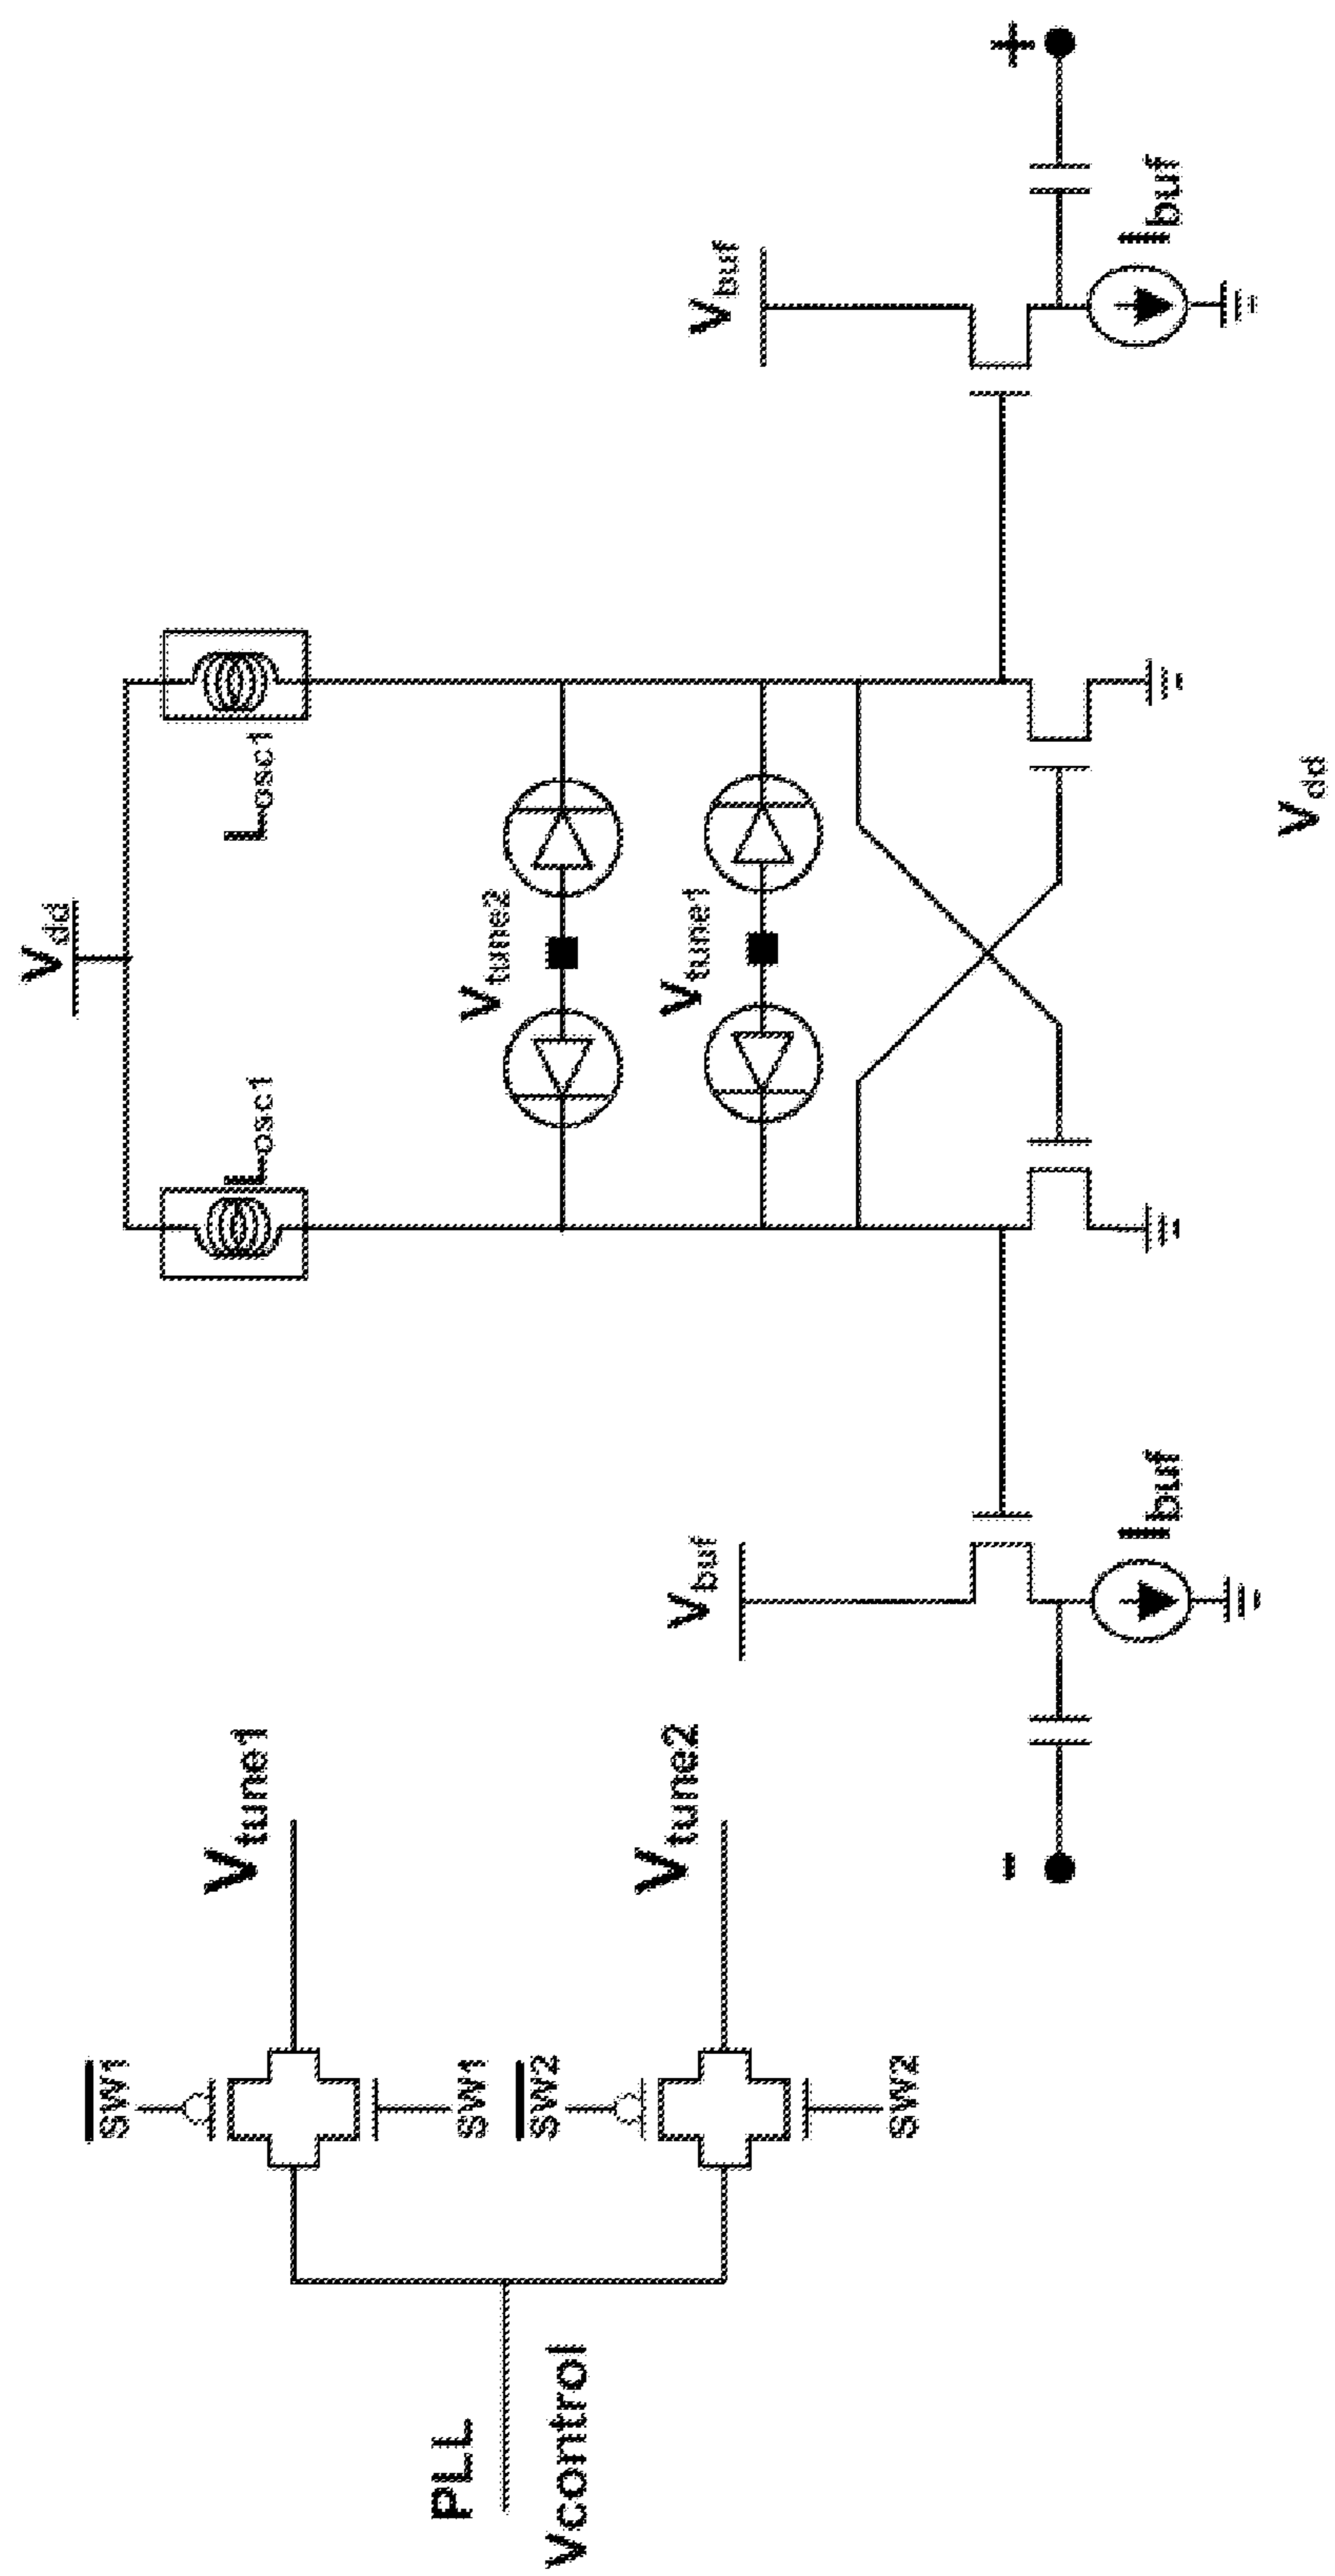 PLL
Vcontrol
SW1
SW1
SW2
SW2
Vtune1
Vtune2
Vbuf
Ibuf
-
Losc1
Vdd
Losc1
Vtune2
Vtune1
Vdd
Vbuf
Ibuf
+